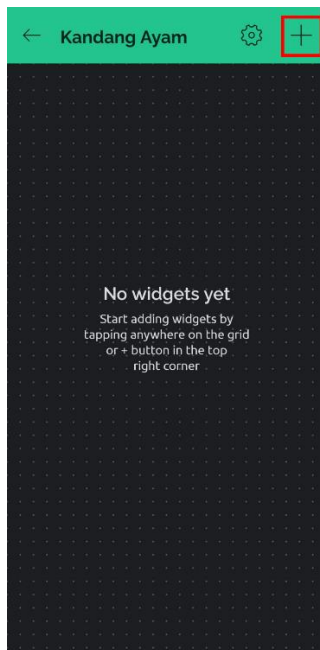 Kandang Ayam
No widgets yet
Start adding widgets by
tapping anywhere on the grid
or + button in the top
right corner